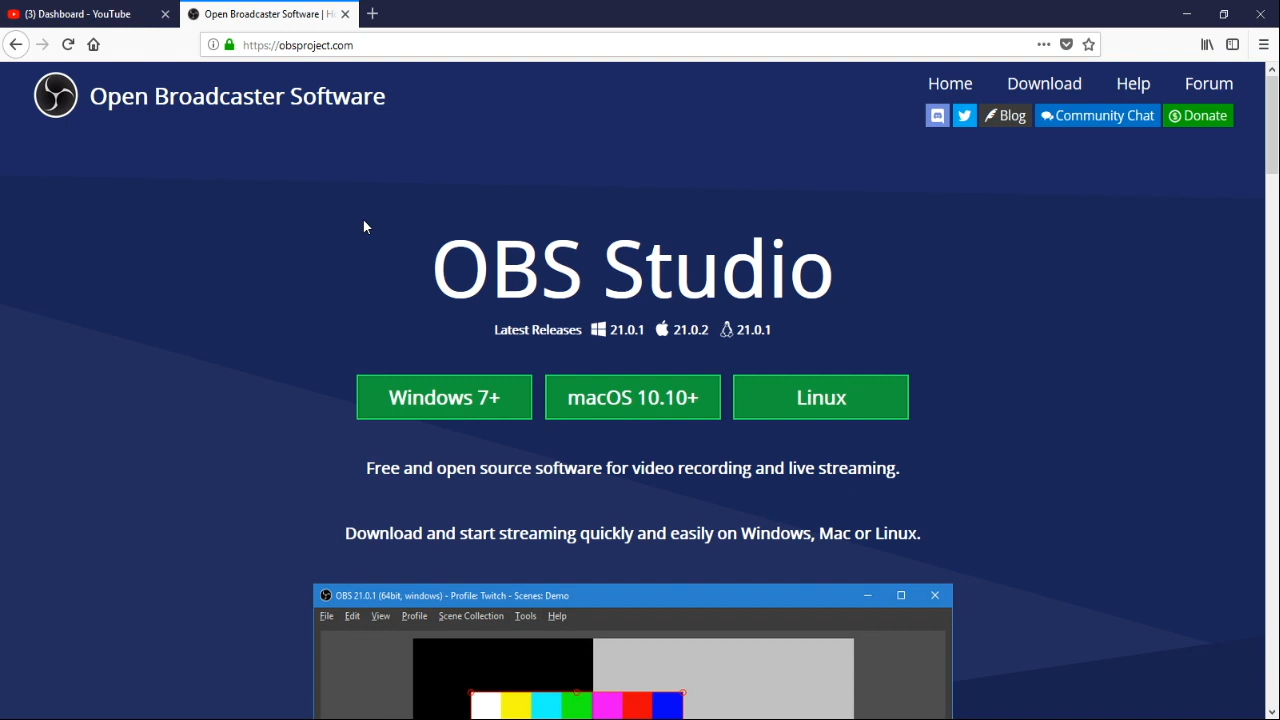 (3) Dashboard - YouTube
Open Broadcaster Software | H
https://obsproject.com
Open Broadcaster Software
Home Download Help Forum
Blog Community Chat Donate
OBS Studio
Latest Releases 21.0.1 21.0.2 21.0.1
Windows 7+ macOS 10.10+ Linux
Free and open source software for video recording and live streaming.
Download and start streaming quickly and easily on Windows, Mac or Linux.
OBS 21.0.1 (64bit, windows) - Profile: Twitch - Scenes: Demo
File Edit View Profile Scene Collection Tools Help